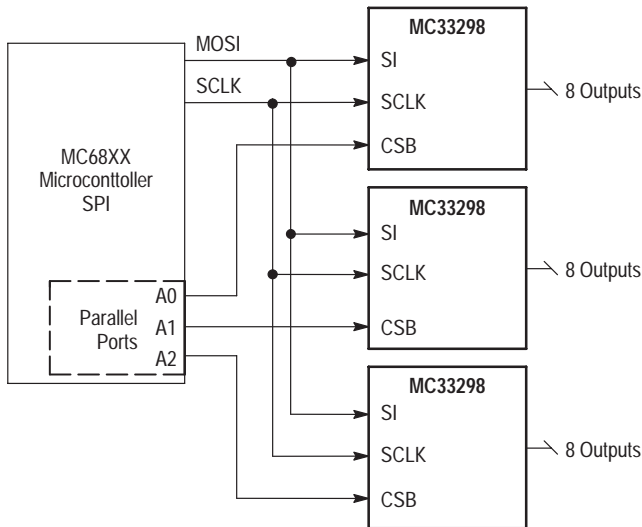 MOSI
SCLK
MC68XX
Microconttoller
SPI
Parallel
Ports
A0
A1
A2
MC33298
SI
SCLK
CSB
8 Outputs
MC33298
SI
SCLK
CSB
8 Outputs
MC33298
SI
SCLK
CSB
8 Outputs